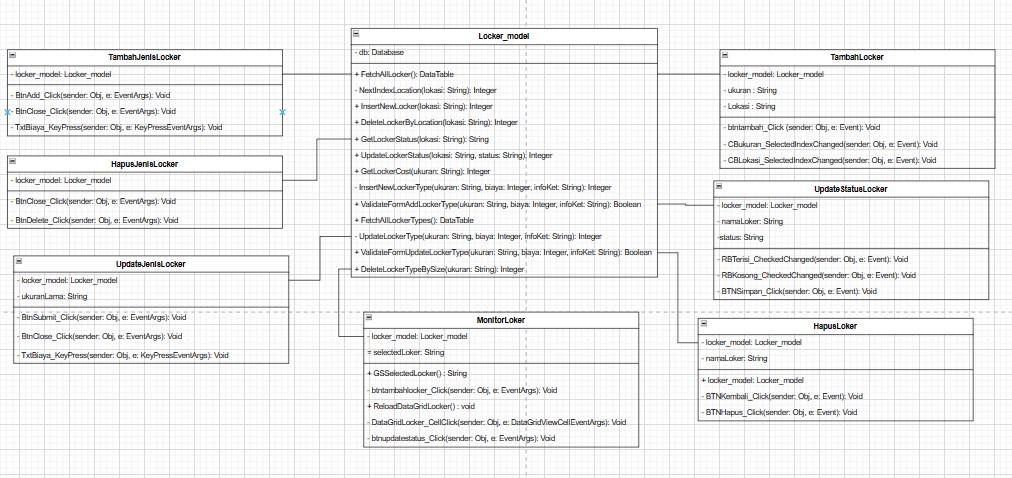 TambahJenisLocker
- locker_model: Locker_model
- BtnAdd_Click(sender: Obj, e: EventArgs): Void
- BtnClose_Click(sender: Obj, e: EventArgs): Void
- TxtBiaya_KeyPress(sender: Obj, e: KeyPressEventArgs): Void
HapusJenisLocker
- locker_model: Locker_model
- BtnClose_Click(sender: Obj, e: EventArgs): Void
- BtnDelete_Click(sender: Obj, e: EventArgs): Void
UpdateJenisLocker
- locker_model: Locker_model
- ukuranLama: String
- BtnSubmit_Click(sender: Obj, e: EventArgs): Void
- BtnClose_Click(sender: Obj, e: EventArgs): Void
- TxtBiaya_KeyPress(sender: Obj, e: KeyPressEventArgs): Void
Locker_model
- db: Database
+ FetchAllLocker(): DataTable
- NextIndexLocation(lokasi: String): Integer
+ InsertNewLocker(lokasi: String): Integer
+ DeleteLockerByLocation(lokasi: String): Integer
+ GetLockerStatus(lokasi: String): String
+ UpdateLockerStatus(lokasi: String, status: String): Integer
+ GetLockerCost(ukuran: String): Integer
- InsertNewLockerType(ukuran: String, biaya: Integer, infoKet: String): Integer
+ ValidateFormAddLockerType(ukuran: String, biaya: Integer, infoKet: String): Boolean
+ FetchAllLockerTypes(): DataTable
- UpdateLockerType(ukuran: String, biaya: Integer, infoKet: String): Integer
+ ValidateFormUpdateLockerType(ukuran: String, biaya: Integer, infoKet: String): Boolean
+ DeleteLockerTypeBySize(ukuran: String): Integer
MonitorLoker
- locker_model: Locker_model
= selectedLoker: String
+ GSSelectedLocker() : String
- btntambahlocker_Click(sender: Obj, e: EventArgs): Void
+ ReloadDataGridLocker() : void
- DataGridLocker_CellClick(sender: Obj, e: DataGridViewCellEventArgs): Void
- btnupdatestatus_Click(sender: Obj, e: EventArgs): Void
TambahLocker
- locker_model: Locker_model
- ukuran : String
- Lokasi : String
- btntambah_Click (sender: Obj, e: Event): Void
- CBukuran_SelectedIndexChanged(sender: Obj, e: Event): Void
- CBLokasi_SelectedIndexChanged(sender: Obj, e: Event): Void
UpdateStatusLocker
- locker_model: Locker_model
- namaLoker: String
-status: String
- RBTerisi_CheckedChanged(sender: Obj, e: Event): Void
- RBKosong_CheckedChanged(sender: Obj, e: Event): Void
- BTNSimpan_Click(sender: Obj, e: Event): Void
HapusLoker
- locker_model: Locker_model
- namaLoker: String
+ locker_model: Locker_model
- BTNKembali_Click(sender: Obj, e: Event): Void
- BTNHapus_Click(sender: Obj, e: Event): Void